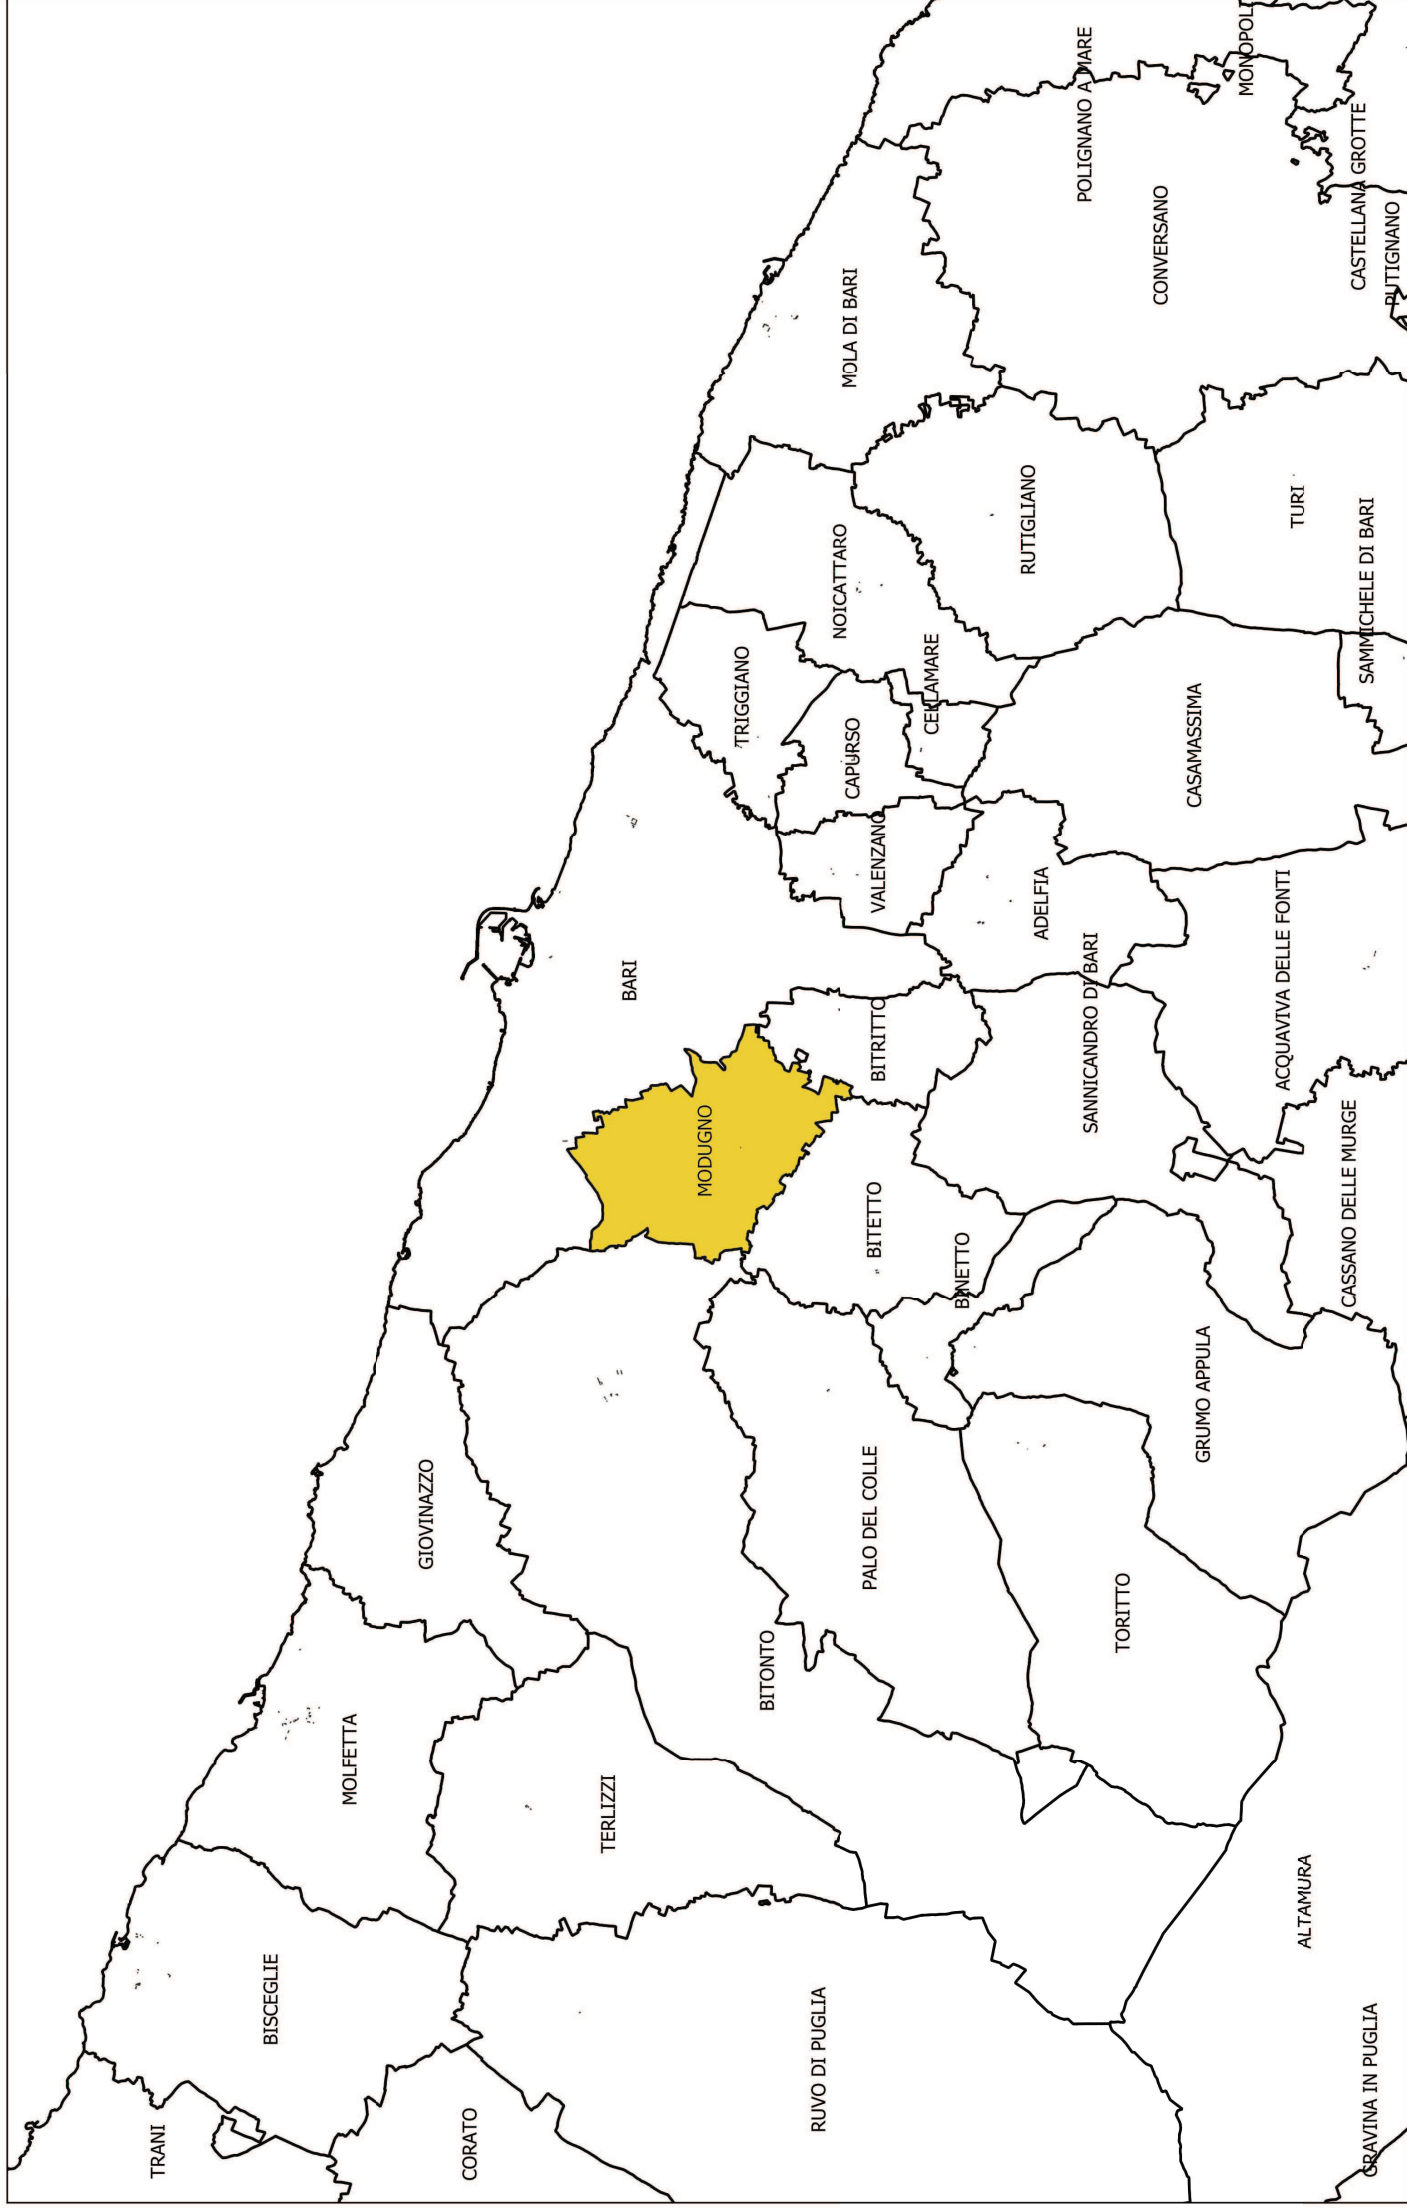 TRANI
BISCEGLIE
MOLFETTA
GIOVINAZZO
CORATO
TERLIZZI
BARI
RUVO DI PUGLIA
BITONTO
MODUGNO
TRIGGIANO
PALO DEL COLLE
BITETTO
BITRITTO
VALENZANO
CAPURSO
NOICATTARO
MOLA DI BARI
BINETTO
CELLAMARE
TORITTO
SANNICANDRO DI BARI
ADELFIA
RUTIGLIANO
POLIGNANO A MARE
GRUMO APPULA
CASAMASSIMA
CONVERSANO
ALTAMURA
ACQUAVIVA DELLE FONTI
TURI
MONOPOLI
GRAVINA IN PUGLIA
CASSANO DELLE MURGE
SAMMICHELE DI BARI
CASTELLANA GROTTE
PUTIGNANO